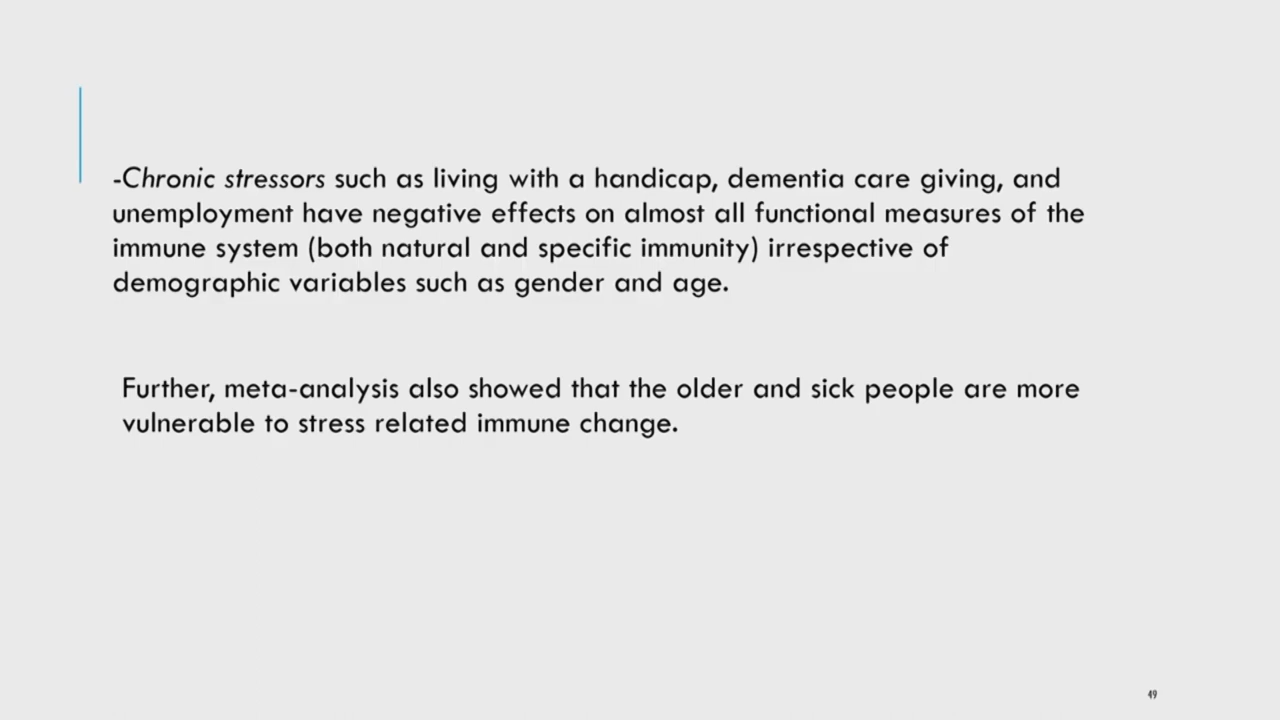 -Chronic stressors such as living with a handicap, dementia care giving, and
unemployment have negative effects on almost all functional measures of the
immune system (both natural and specific immunity) irrespective of
demographic variables such as gender and age.
Further, meta-analysis also showed that the older and sick people are more
vulnerable to stress related immune change.
49